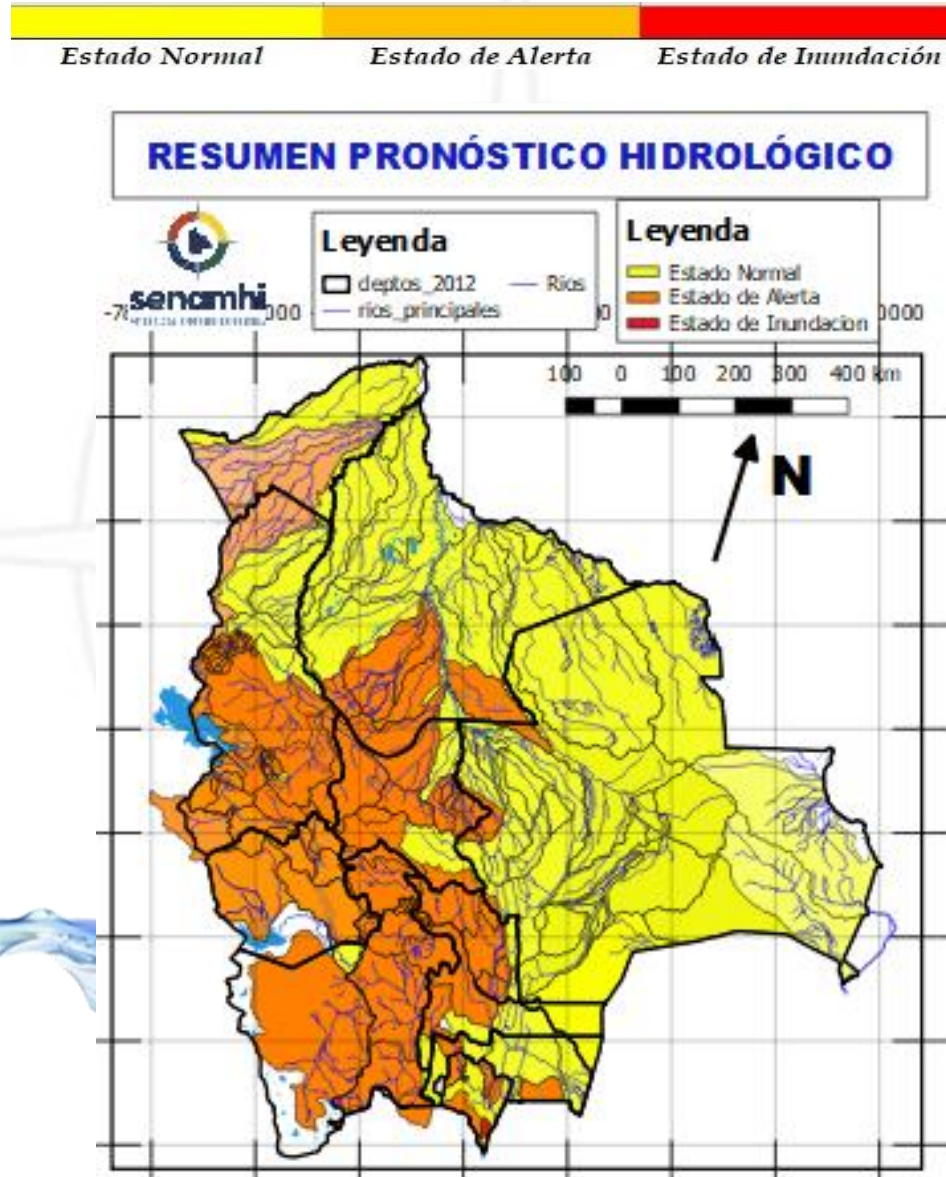 Estado Normal Estado de Alerta Estado de Inundación
RESUMEN PRONÓSTICO HIDROLÓGICO
senamhi
Leyenda
deptos_2012 Rios
rios_principales
Leyenda
Estado Normal
Estado de Alerta
Estado de Inundacion
100 0 100 200 300 400 km
N